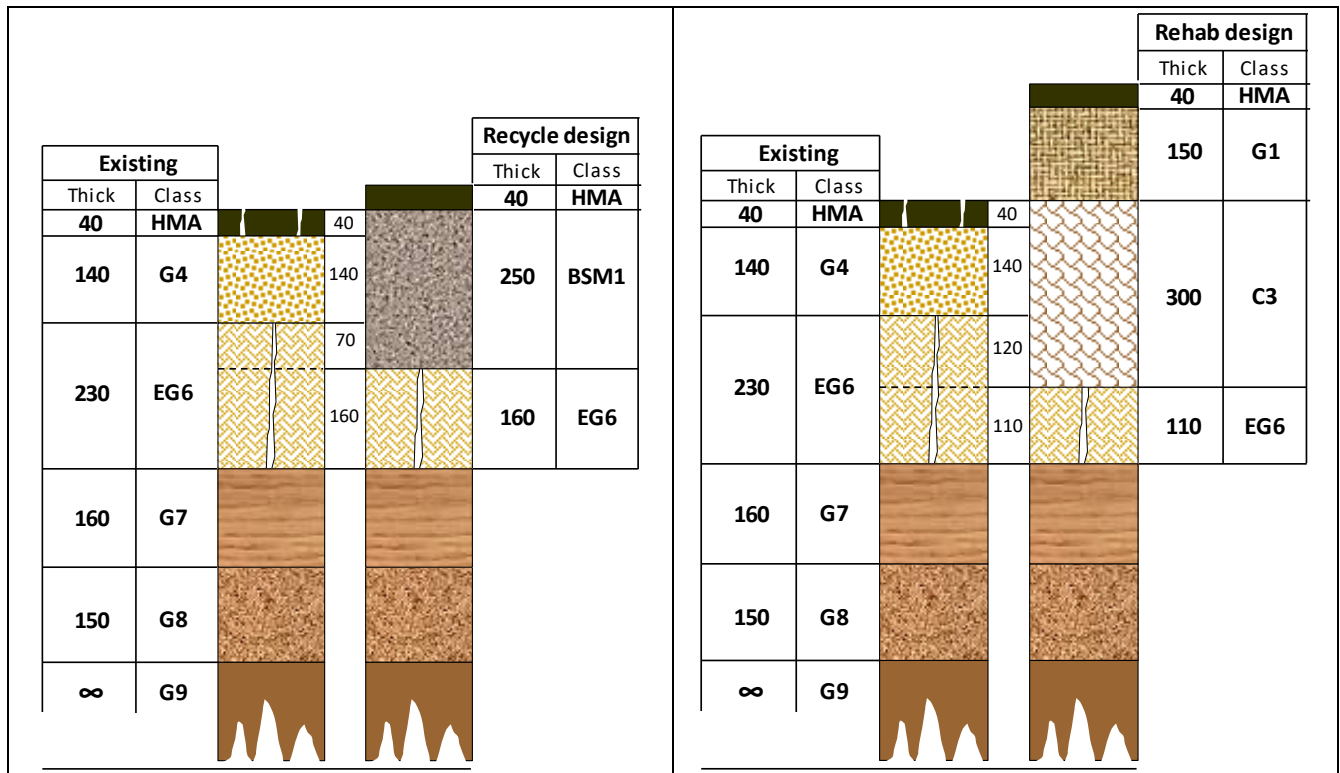 Recycle design
Existing
Thick Class
Thick Class
40 HMA
40 HMA 40
140 G4 140
250 BSM1
70
230 EG6
160
160 EG6
160 G7
150 G8
∞ G9
Rehab design
Thick Class
40 HMA
Existing
150 G1
Thick Class
40 HMA 40
140 G4 140
300 C3
120
230 EG6
110
110 EG6
160 G7
150 G8
∞ G9